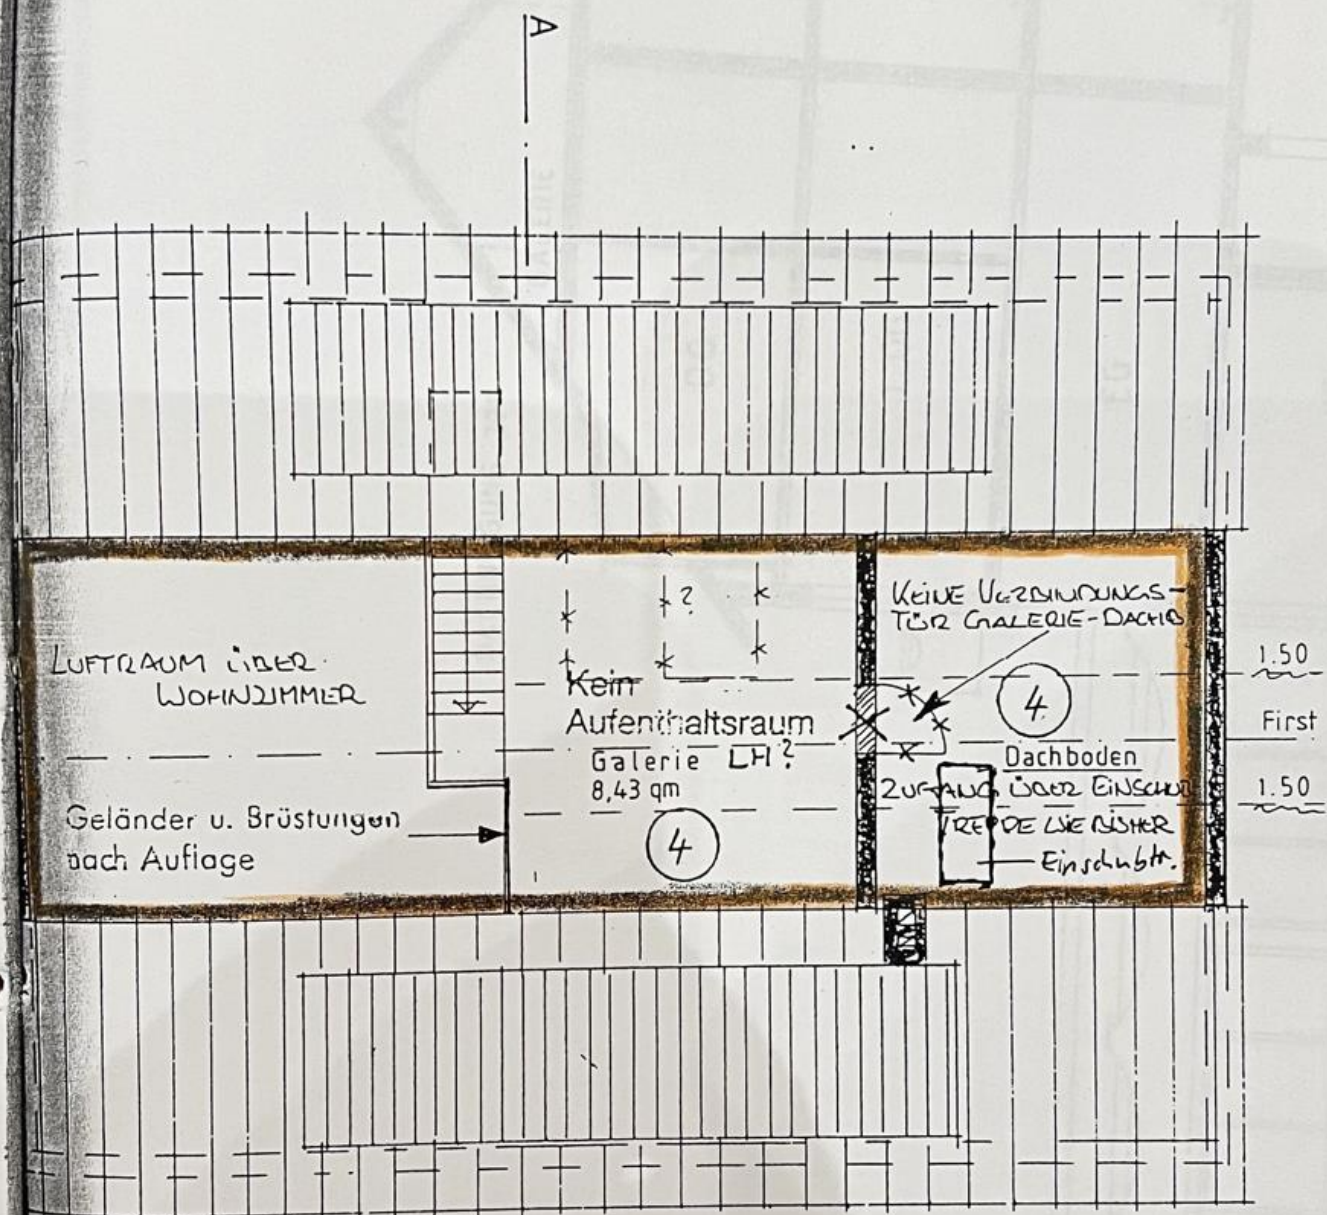 A
KEINE VERBINDUNGS-
TÜR GALERIE-DACHB
?
LUFTRAUM ÜBER
WOHNZIMMER
1.50
Kein
Aufenthaltsraum
4
First
Galerie LH?
8,43 qm
Dachboden
1.50
ZUGANG ÜBER EINSCHUB
TREPPE WIE BISHER
Einschubtr.
Geländer u. Brüstungen
nach Auflage
4